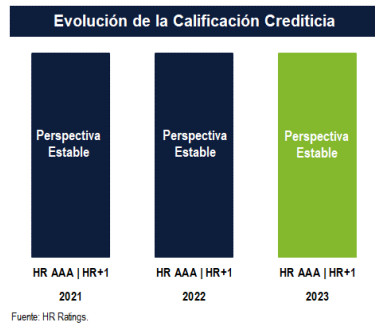 Evolución de la Calificación Crediticia
Perspectiva
Estable
Perspectiva
Estable
Perspectiva
Estable
HR AAA | HR+1
HR AAA | HR+1
HR AAA | HR+1
2021
2022
2023
Fuente: HR Ratings.